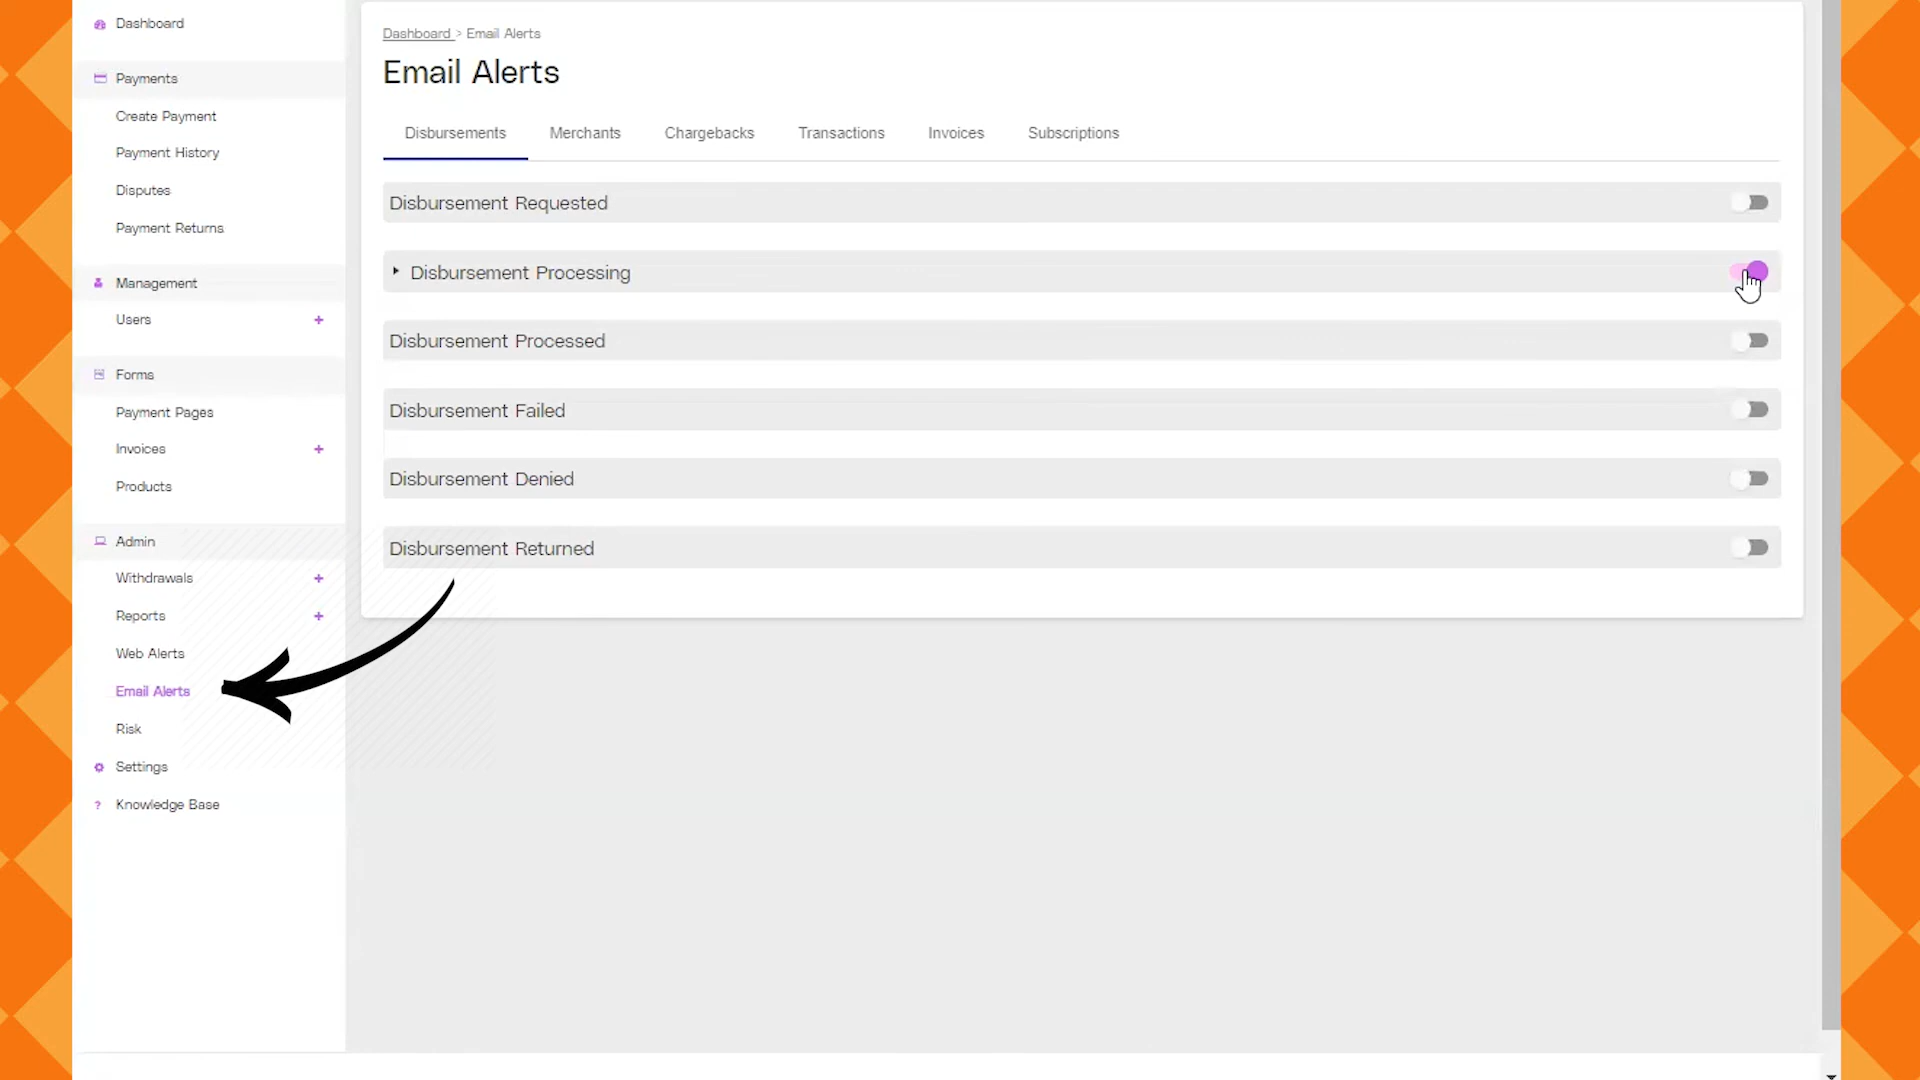 Dashboard
Payments
Create Payment
Payment History
Disputes
Payment Returns
Management
Users +
Forms
Payment Pages
Invoices +
Products
Admin
Withdrawals +
Reports +
Web Alerts
Email Alerts
Risk
Settings
? Knowledge Base
Dashboard > Email Alerts
Email Alerts
Disbursements Merchants Chargebacks Transactions Invoices Subscriptions
Disbursement Requested
Disbursement Processing
Disbursement Processed
Disbursement Failed
Disbursement Denied
Disbursement Returned